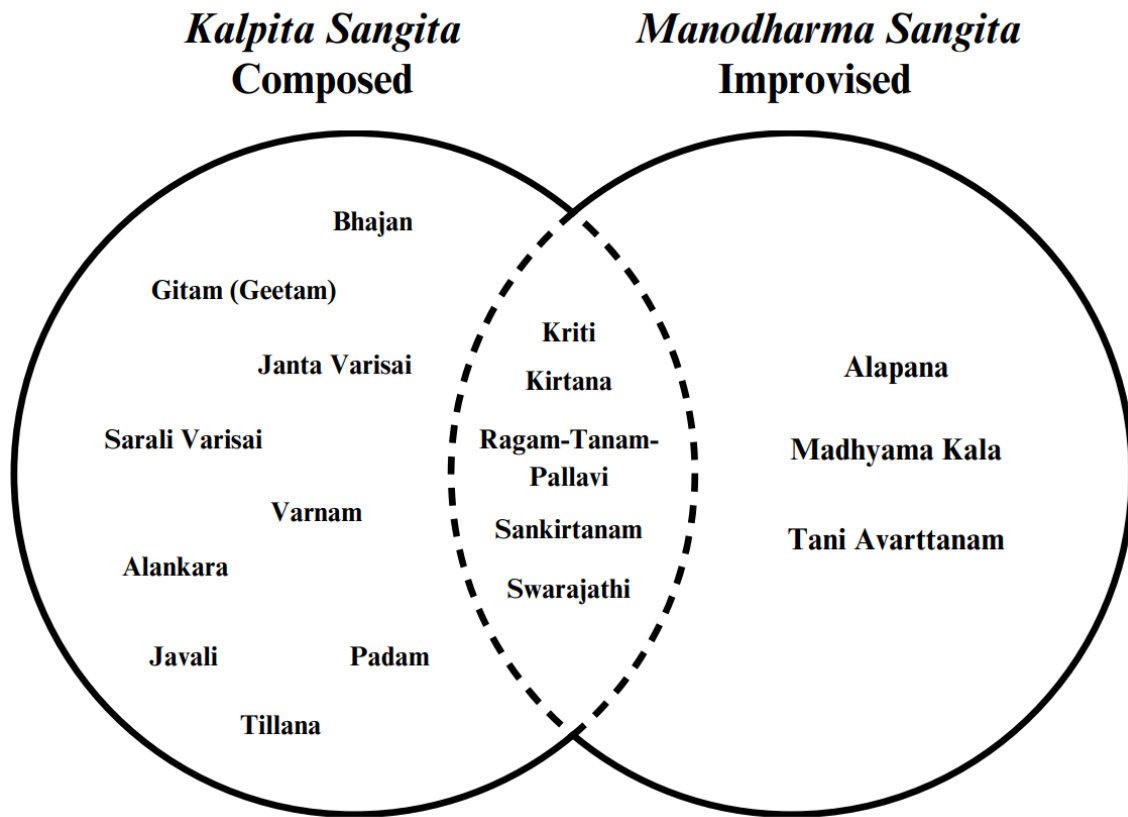 Kalpita Sangita
Composed
Manodharma Sangita
Improvised
Bhajan
Gitam (Geetam)
Janta Varisai
Sarali Varisai
Varnam
Alankara
Javali
Padam
Tillana
Kriti
Kirtana
Ragam-Tanam-
Pallavi
Sankirtanam
Swarajathi
Alapana
Madhyama Kala
Tani Avarttanam